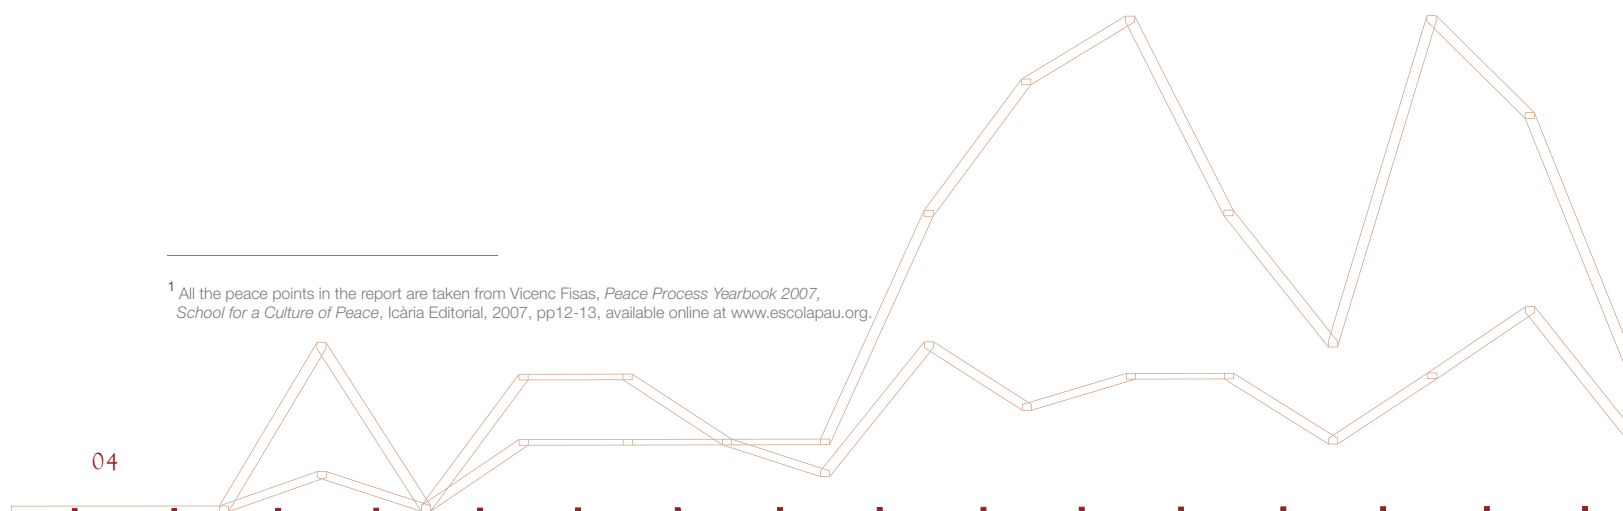 1 All the peace points in the report are taken from Vicenc Fisas, Peace Process Yearbook 2007,
School for a Culture of Peace, Icària Editorial, 2007, pp12-13, available online at www.escolapau.org.
04